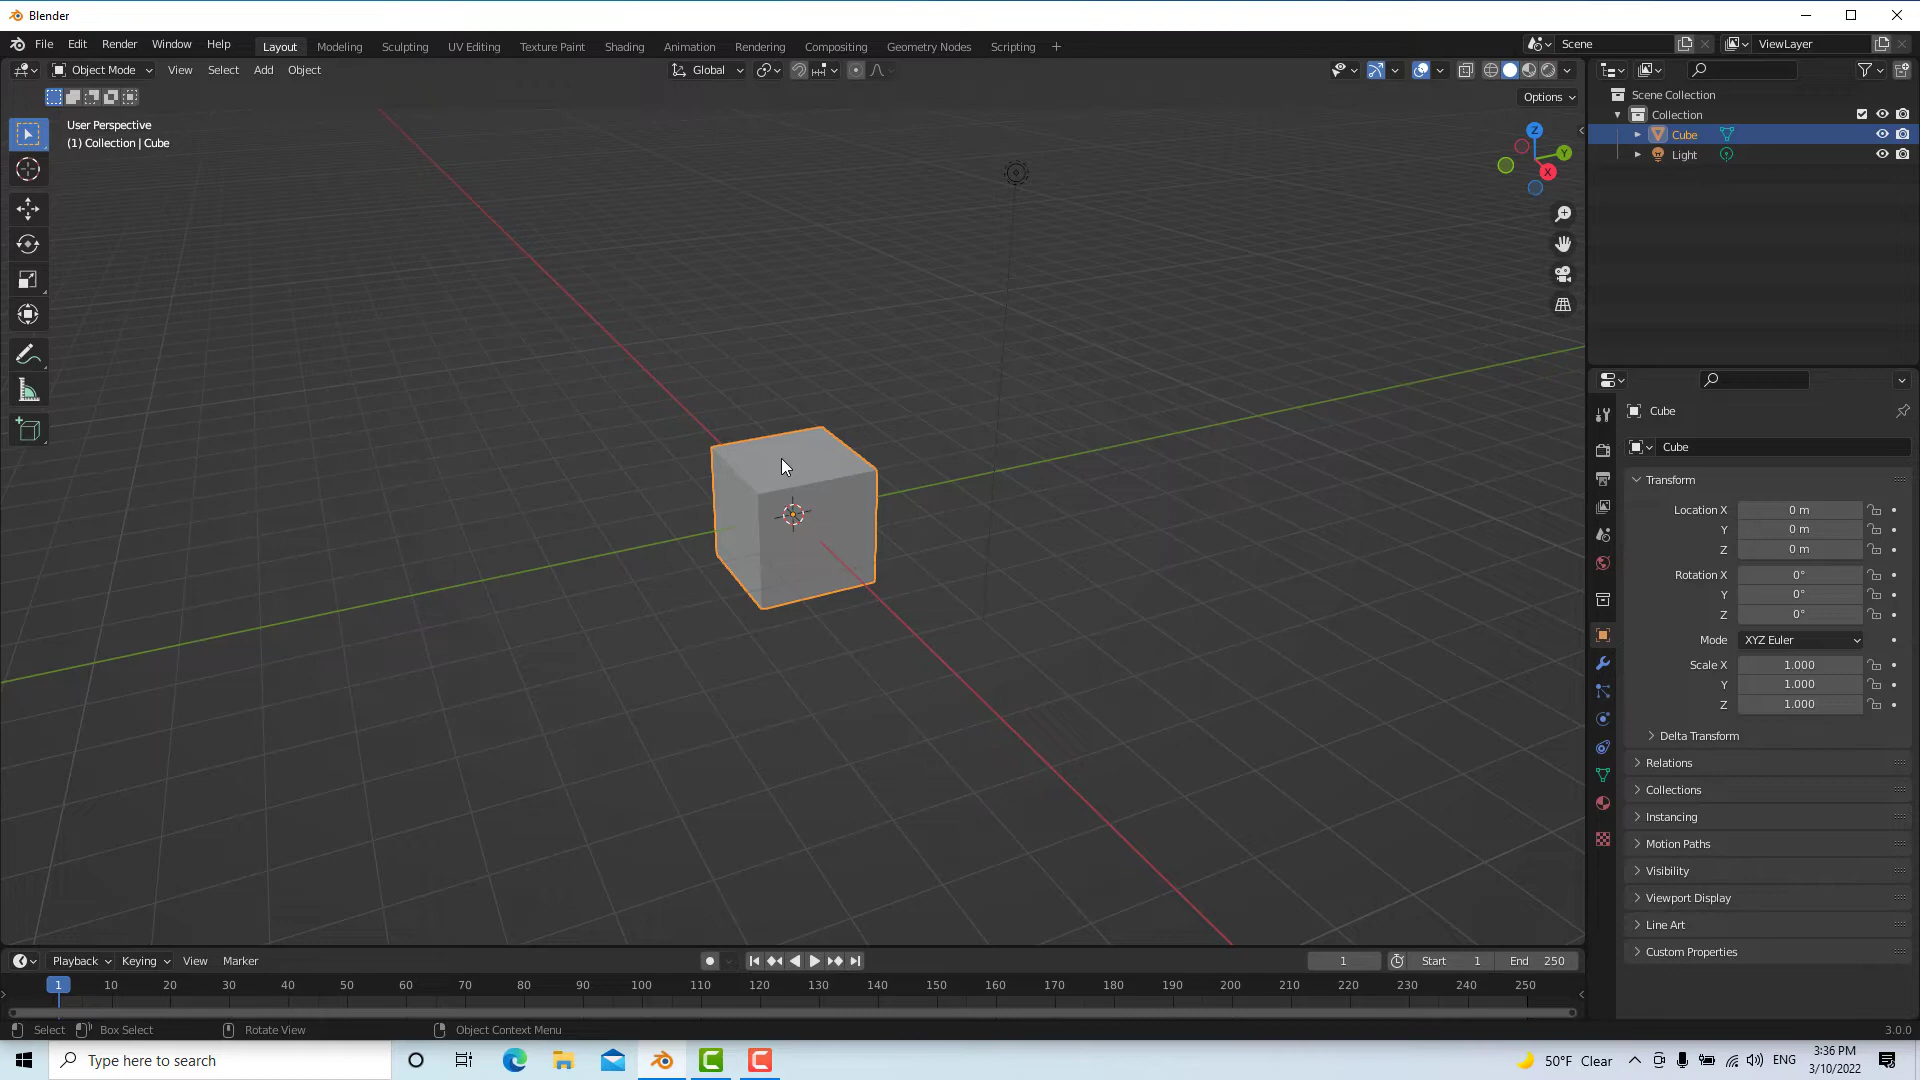 Blender
File Edit Render Window Help Layout Modeling Sculpting UV Editing Texture Paint Shading Animation Rendering Compositing Geometry Nodes Scripting + Scene ViewLayer
Object Mode View Select Add Object Global
Options
User Perspective
(1) Collection | Cube
Z
Y
X
Scene Collection
Collection
Cube
Light
Cube
Cube
Transform
Location X 0 m
Y 0 m
Z 0 m
Rotation X 0°
Y 0°
Z 0°
Mode XYZ Euler
Scale X 1.000
Y 1.000
Z 1.000
Delta Transform
Relations
Collections
Instancing
Motion Paths
Visibility
Viewport Display
Line Art
Custom Properties
Playback Keying View Marker 1 Start 1 End 250
1 10 20 30 40 50 60 70 80 90 100 110 120 130 140 150 160 170 180 190 200 210 220 230 240 250
Select Box Select Rotate View Object Context Menu 3.0.0
Type here to search 50°F Clear ENG
3:36 PM
3/10/2022